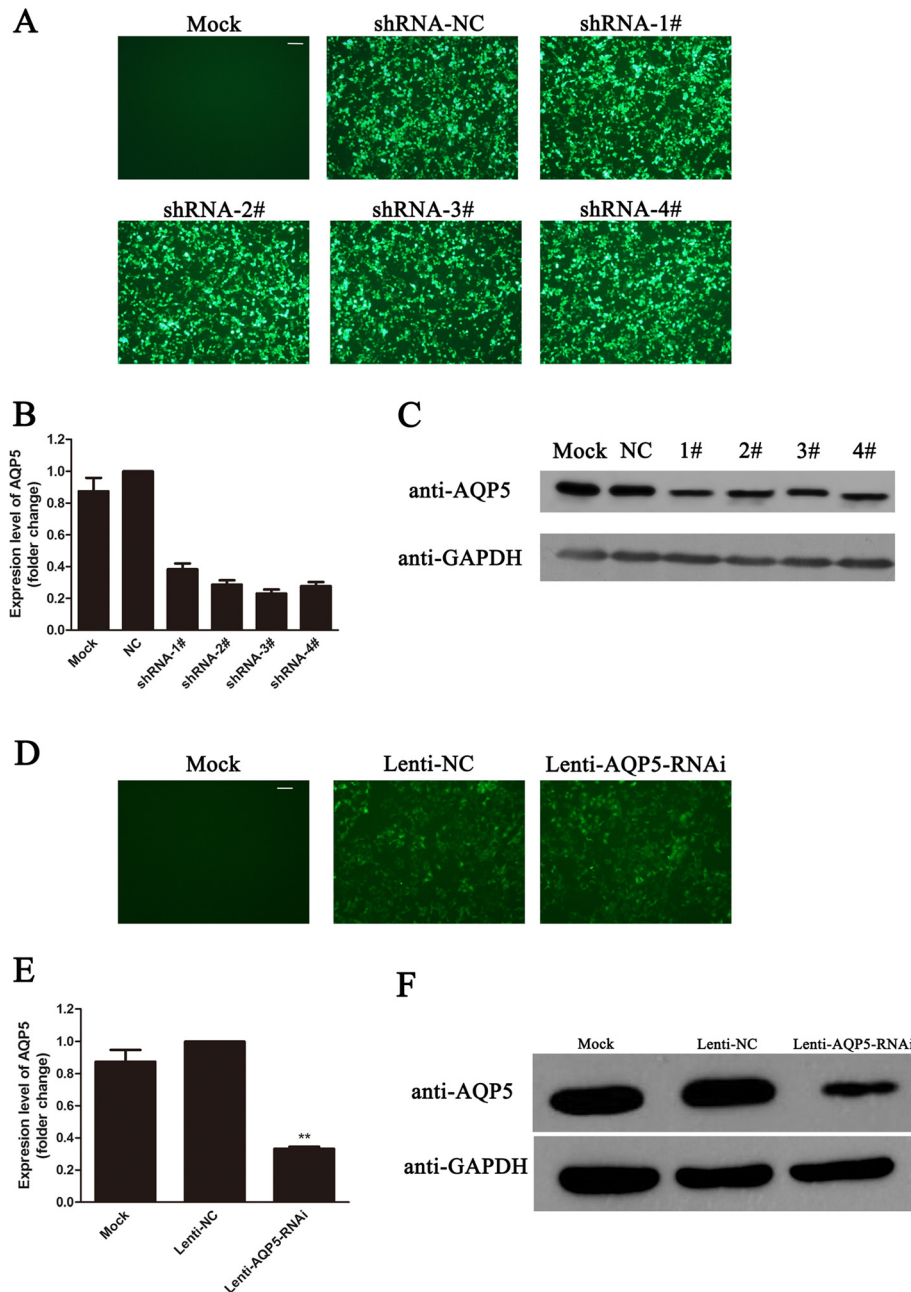 A
Mock
shRNA-NC
shRNA-1#
shRNA-2#
shRNA-3#
shRNA-4#
B
Expresion level of AQP5
(folder change)
1.2
1.0
0.8
0.6
0.4
0.2
0.0
Mock
NC
shRNA-1#
shRNA-2#
shRNA-3#
shRNA-4#
C
Mock NC 1# 2# 3# 4#
anti-AQP5
anti-GAPDH
D
Mock
Lenti-NC
Lenti-AQP5-RNAi
E
Expresion level of AQP5
(folder change)
1.2
1.0
0.8
0.6
0.4
0.2
0.0
**
Mock
Lenti-NC
Lenti-AQP5-RNAi
F
Mock Lenti-NC Lenti-AQP5-RNAi
anti-AQP5
anti-GAPDH